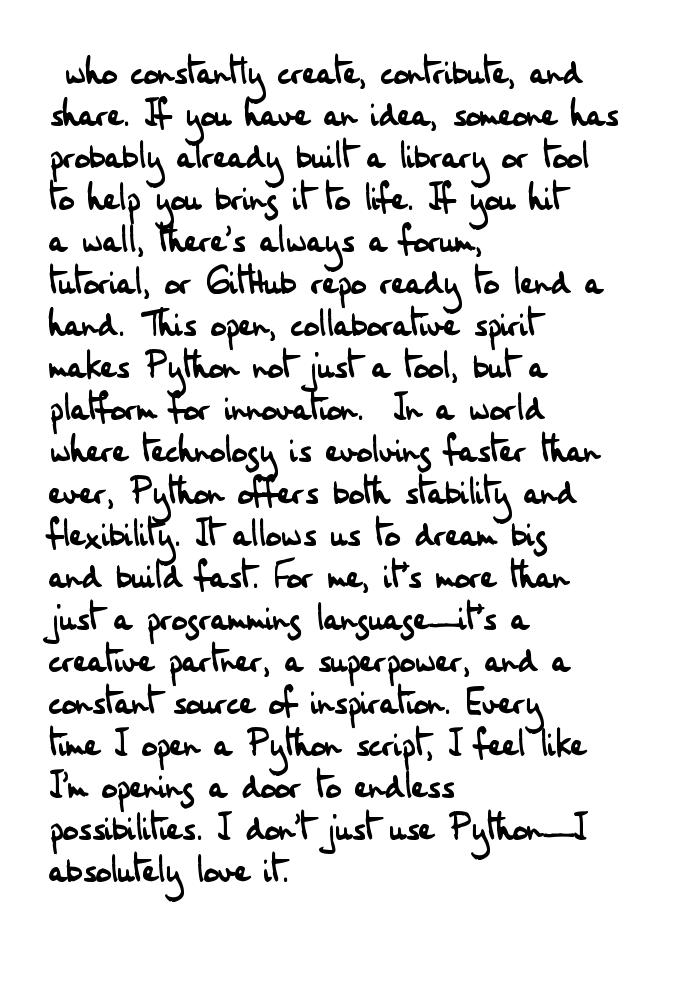 who constantly create, contribute, and
share. If you have an idea, someone has
probably already built a library or tool
to help you bring it to life. If you hit
a wall, there's always a forum,
tutorial, or GitHub repo ready to lend a
hand. This open, collaborative spirit
makes Python not just a tool, but a
platform for innovation. In a world
where technology is evolving faster than
ever, Python offers both stability and
flexibility. It allows us to dream big
and build fast. For me, it's more than
just a programming language—it's a
creative partner, a superpower, and a
constant source of inspiration. Every
time I open a Python script, I feel like
I'm opening a door to endless
possibilities. I don't just use Python—I
absolutely love it.